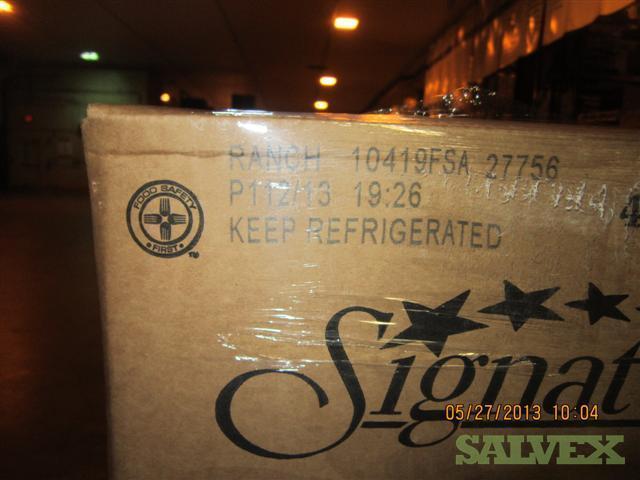 RANCH 10419FSA 27756
P112/13 19:26
KEEP REFRIGERATED
FOOD SAFETY
FIRST
TM
Signat
05/27/2013 10:04
SALVEX